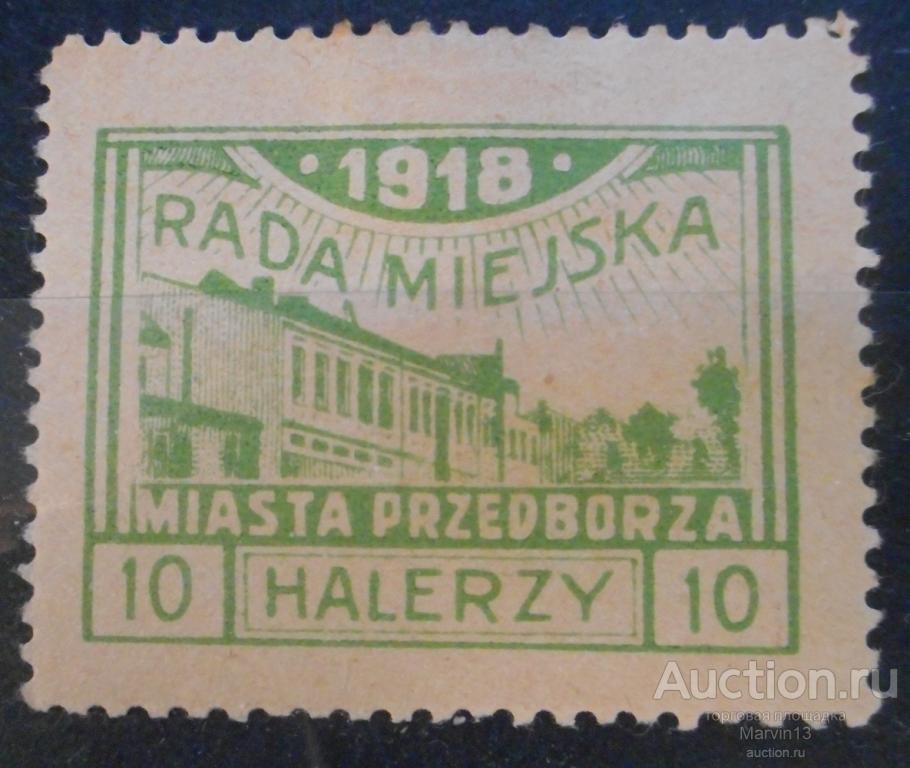 · 1918 ·
RADA MIEJSKA
MIASTA PRZEDBORZA
10 HALERZY 10
Auction.ru
торговая площадка
Marvin13
auction.ru